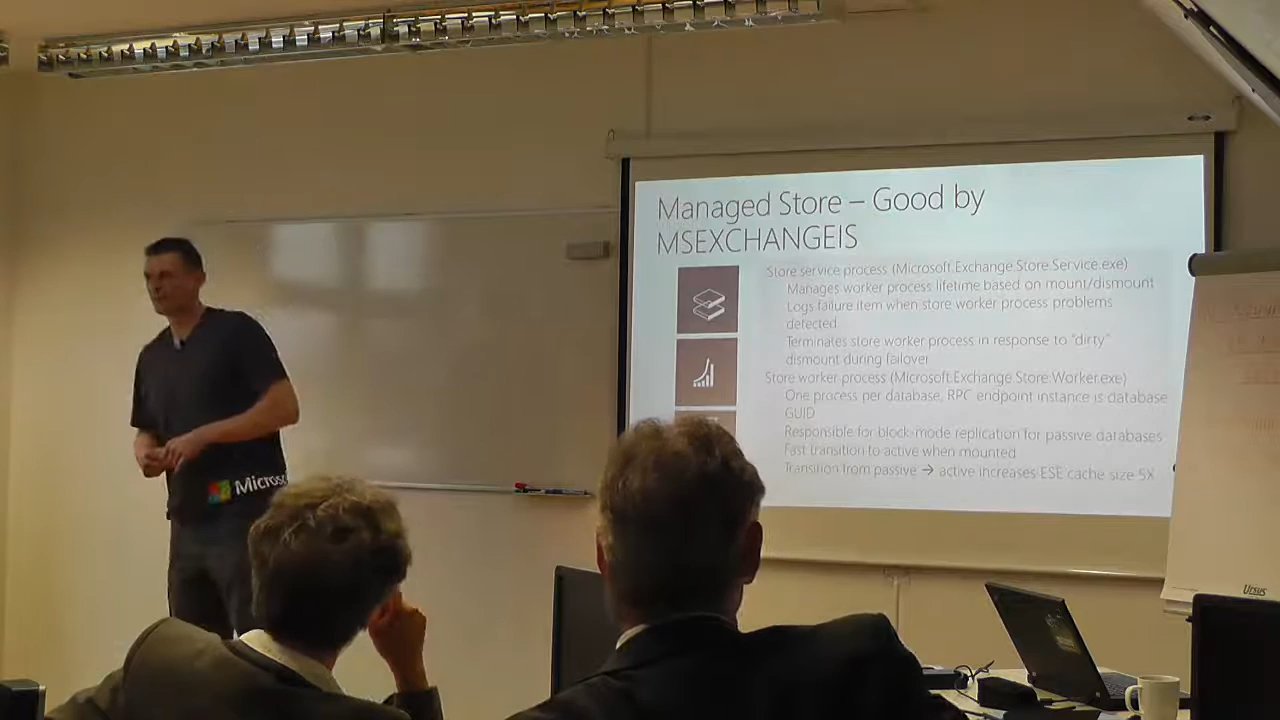 Managed Store – Good by
MSEXCHANGEIS
Store service process (Microsoft.Exchange.Store.Service.exe)
Manages worker process lifetime based on mount/dismount
Logs failure item when store worker process problems
detected
Terminates store worker process in response to "dirty"
dismount during failover
Store worker process (Microsoft.Exchange.Store.Worker.exe)
One process per database, RPC endpoint instance is database
GUID
Responsible for block-mode replication for passive databases
Fast transition to active when mounted
Transition from passive → active increases ESE cache size 5X
Microso
Ursus